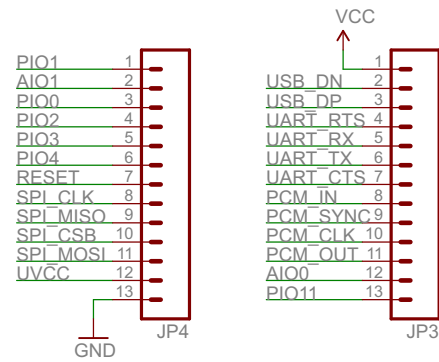 VCC
PIO1 1
AIO1 2
PIO0 3
PIO2 4
PIO3 5
PIO4 6
RESET 7
SPI_CLK 8
SPI_MISO 9
SPI_CSB 10
SPI_MOSI 11
UVCC 12
13
JP4
GND
1
USB_DN 2
USB_DP 3
UART_RTS 4
UART_RX 5
UART_TX 6
UART_CTS 7
PCM_IN 8
PCM_SYNC 9
PCM_CLK 10
PCM_OUT 11
AIO0 12
PIO11 13
JP3